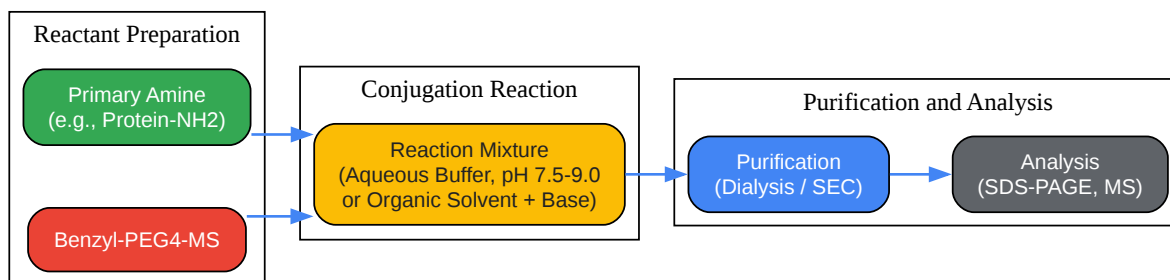 Reactant Preparation
Primary Amine
(e.g., Protein-NH2)
Benzyl-PEG4-MS
Conjugation Reaction
Reaction Mixture
(Aqueous Buffer, pH 7.5-9.0
or Organic Solvent + Base)
Purification and Analysis
Purification
(Dialysis / SEC)
Analysis
(SDS-PAGE, MS)